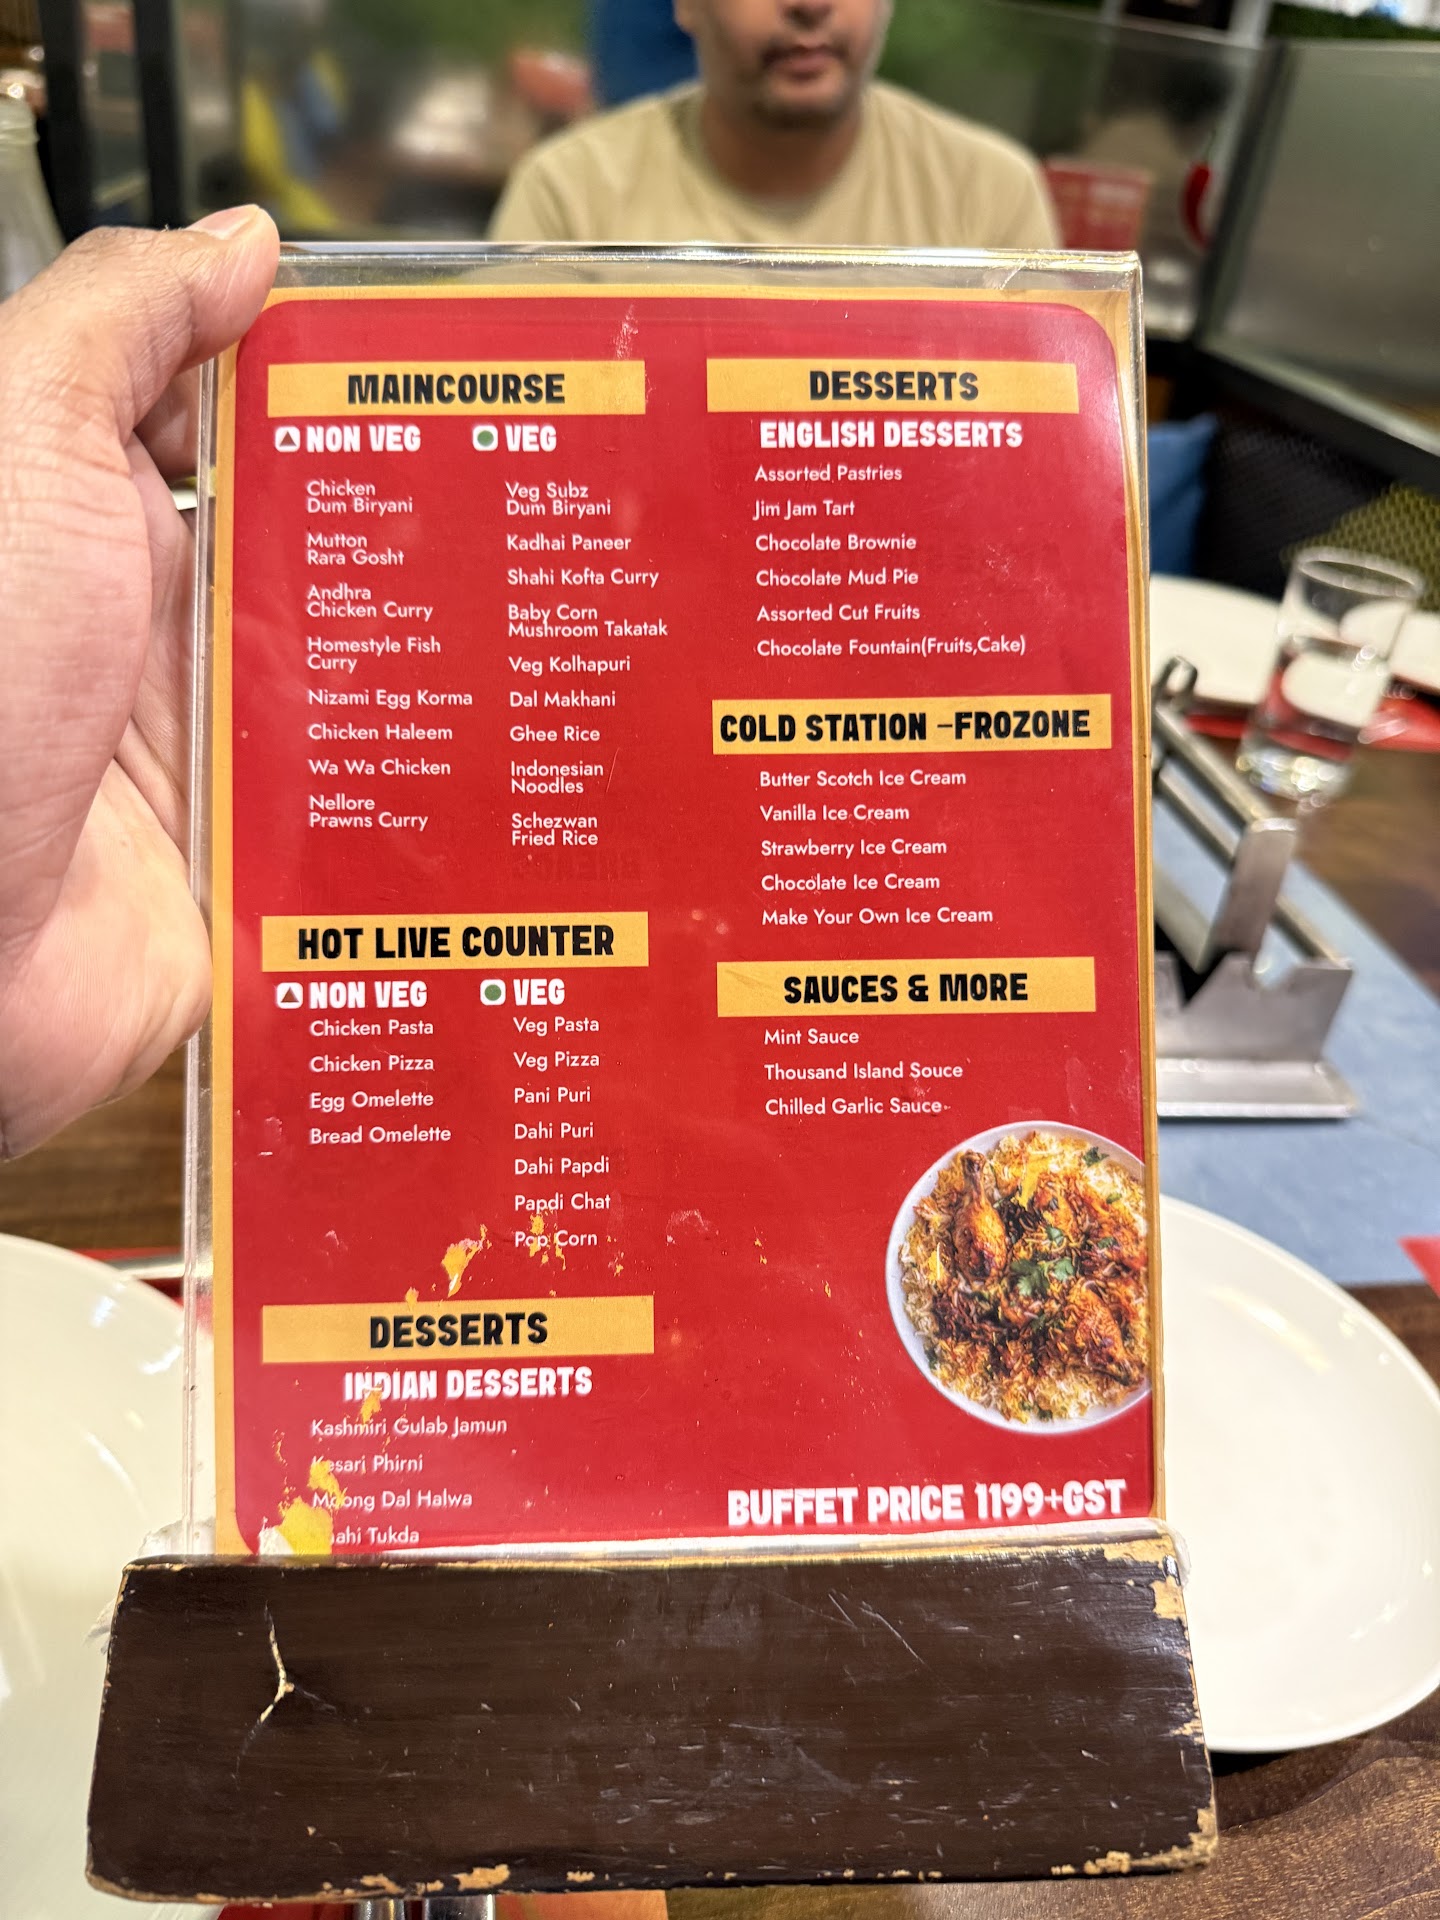 MAINCOURSE
NON VEG
Chicken
Dum Biryani
Mutton
Rara Gosht
Andhra
Chicken Curry
Homestyle Fish
Curry
Nizami Egg Korma
Chicken Haleem
Wa Wa Chicken
Nellore
Prawns Curry
VEG
Veg Subz
Dum Biryani
Kadhai Paneer
Shahi Kofta Curry
Baby Corn
Mushroom Takatak
Veg Kolhapuri
Dal Makhani
Ghee Rice
Indonesian
Noodles
Schezwan
Fried Rice
HOT LIVE COUNTER
NON VEG
Chicken Pasta
Chicken Pizza
Egg Omelette
Bread Omelette
VEG
Veg Pasta
Veg Pizza
Pani Puri
Dahi Puri
Dahi Papdi
Papdi Chat
Pop Corn
DESSERTS
INDIAN DESSERTS
Kashmiri Gulab Jamun
Kesari Phirni
Moong Dal Halwa
Tukda
DESSERTS
ENGLISH DESSERTS
Assorted Pastries
Jim Jam Tart
Chocolate Brownie
Chocolate Mud Pie
Assorted Cut Fruits
Chocolate Fountain(Fruits,Cake)
COLD STATION -FROZONE
Butter Scotch Ice Cream
Vanilla Ice Cream
Strawberry Ice Cream
Chocolate Ice Cream
Make Your Own Ice Cream
SAUCES & MORE
Mint Sauce
Thousand Island Souce
Chilled Garlic Sauce
BUFFET PRICE 1199+GST